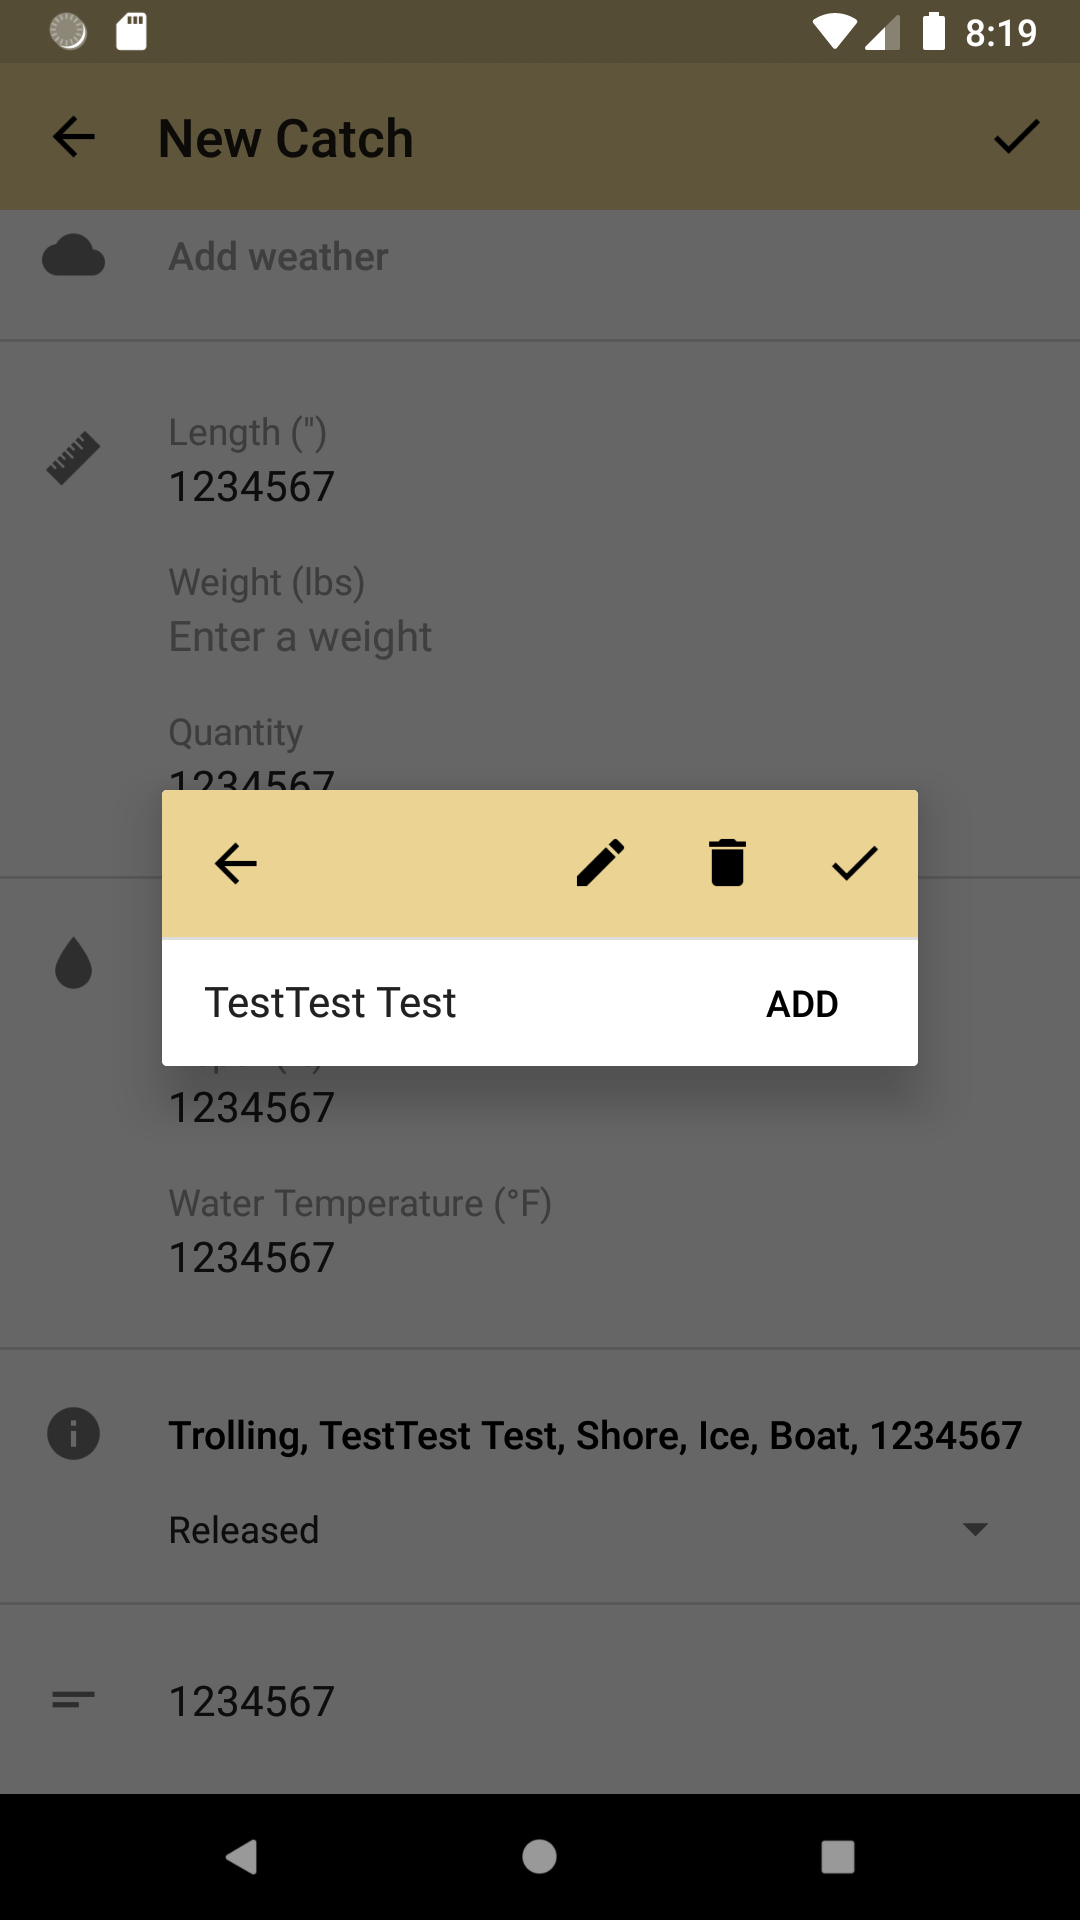 8:19
New Catch
Add weather
Length (")
1234567
Weight (lbs)
Enter a weight
Quantity
1234567
TestTest Test ADD
1234567
Water Temperature (°F)
1234567
Trolling, TestTest Test, Shore, Ice, Boat, 1234567
Released
1234567